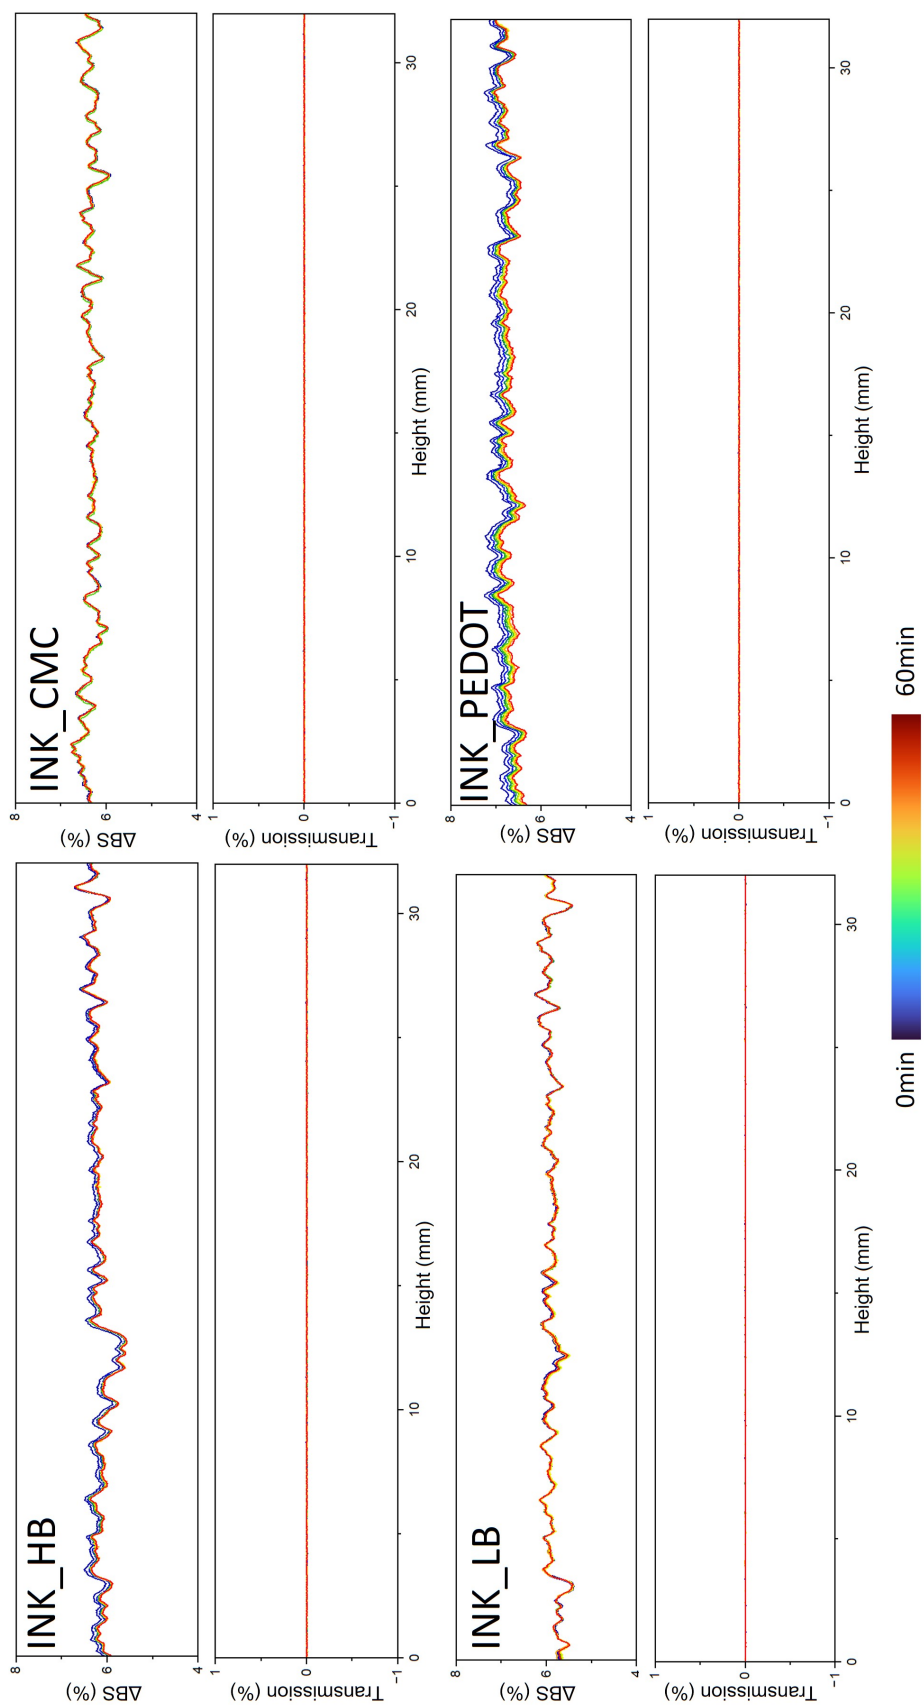 INK_HB
8
6
4
ΔBS (%)
1
0
−1
Transmission (%)
0 10 20 30
Height (mm)
INK_CMC
8
6
4
ΔBS (%)
1
0
−1
Transmission (%)
0 10 20 30
Height (mm)
INK_LB
8
6
4
ΔBS (%)
1
0
−1
Transmission (%)
0 10 20 30
Height (mm)
INK_PEDOT
8
6
4
ΔBS (%)
1
0
−1
Transmission (%)
0 10 20 30
Height (mm)
0min 60min